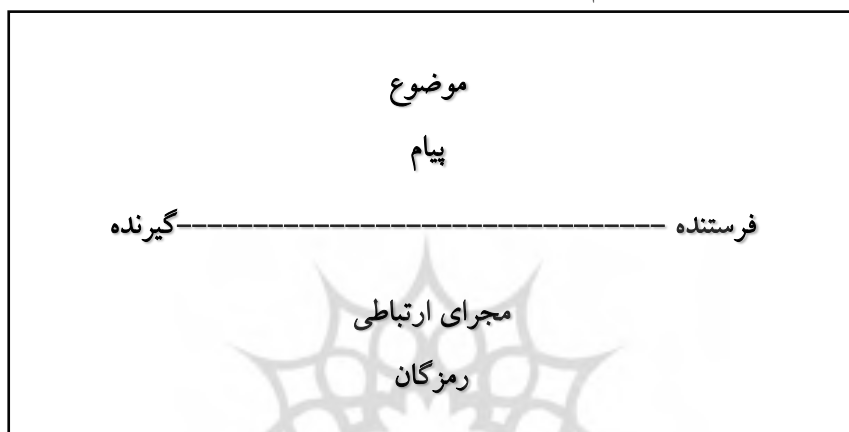 موضوع
پیام
فرستنده --------------------------------گیرنده
مجرای ارتباطی
رمزگان